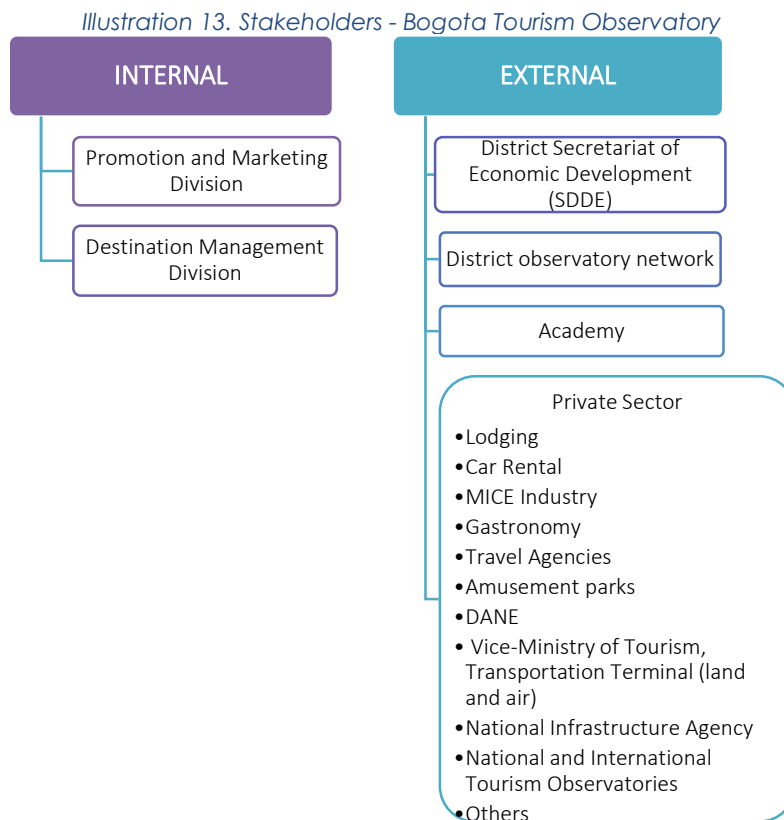 Illustration 13. Stakeholders - Bogota Tourism Observatory
INTERNAL
Promotion and Marketing
Division
Destination Management
Division
EXTERNAL
District Secretariat of
Economic Development
(SDDE)
District observatory network
Academy
Private Sector
•Lodging
•Car Rental
•MICE Industry
•Gastronomy
•Travel Agencies
•Amusement parks
•DANE
• Vice-Ministry of Tourism,
Transportation Terminal (land
and air)
•National Infrastructure Agency
•National and International
Tourism Observatories
•Others